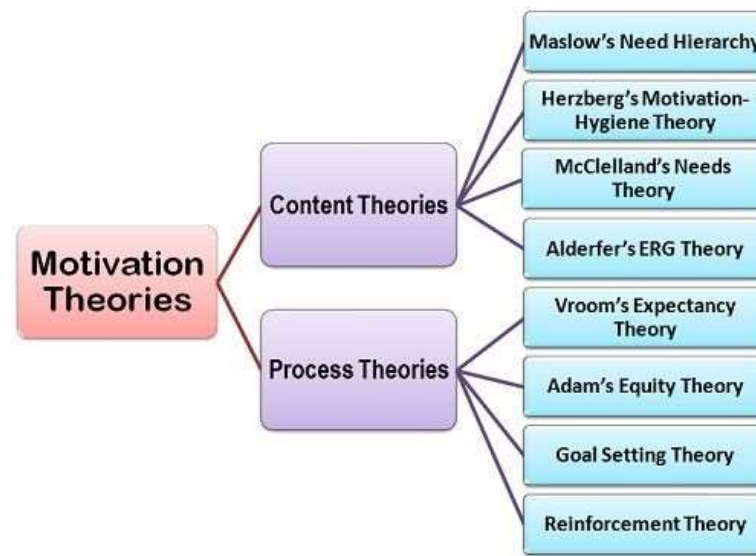 Motivation
Theories
Content Theories
Maslow's Need Hierarchy
Herzberg's Motivation-
Hygiene Theory
McClelland's Needs
Theory
Alderfer's ERG Theory
Process Theories
Vroom's Expectancy
Theory
Adam's Equity Theory
Goal Setting Theory
Reinforcement Theory